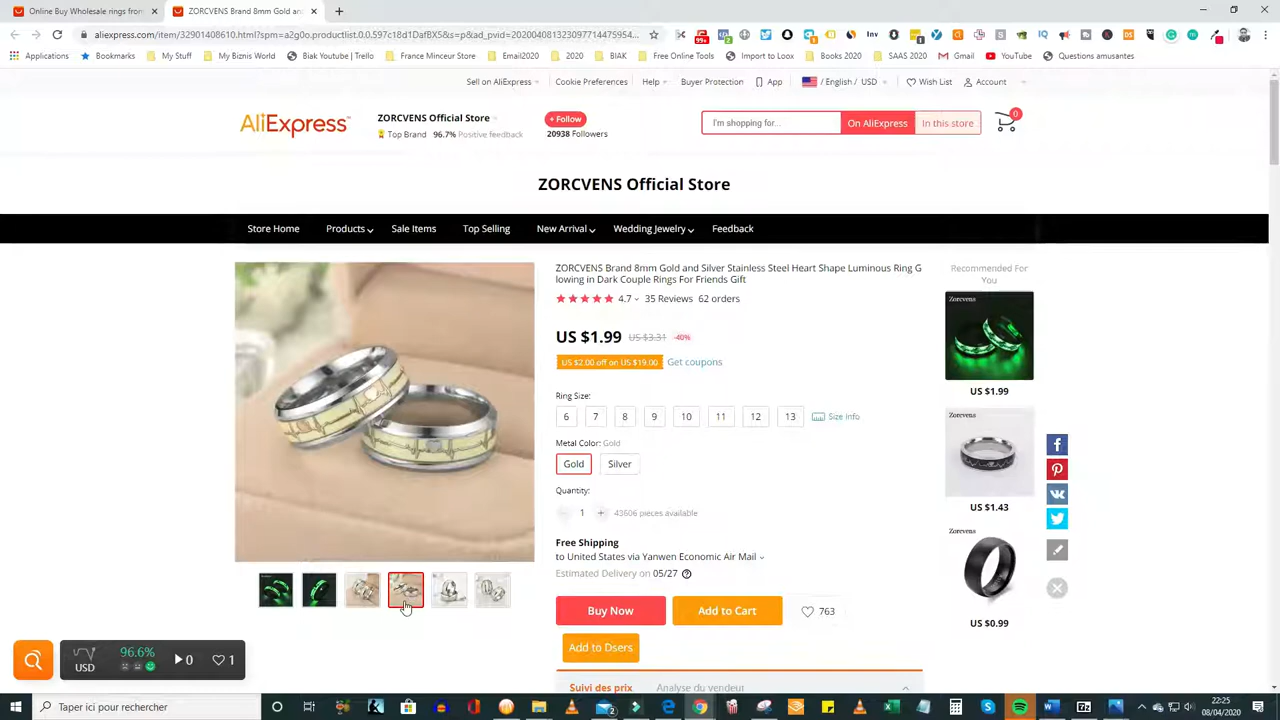 Online Buy Wholesale rings from
ZORCVENS Brand 8mm Gold and
aliexpress.com/item/32901408610.html?spm=a2g0o.productlist.0.0.597c18d1DafBX5&s=p&ad_pvid=202004081323097714475954...
Applications
Bookmarks
My Stuff
My Bizniis World
Biak Youtube | Trello
France Minceur Store
Email2020
2020
BIAK
Free Online Tools
Import to Loox
Books 2020
SAAS 2020
Gmail
YouTube
Questions amusantes
Sell on AliExpress
Cookie Preferences
Help
Buyer Protection
App
/ English / USD
Wish List
Account
AliExpress
ZORCVENS Official Store
Top Brand 96.7% Positive feedback
+ Follow
20938 Followers
I'm shopping for...
On AliExpress
In this store
0
ZORCVENS Official Store
Store Home
Products
Sale Items
Top Selling
New Arrival
Wedding Jewelry
Feedback
ZORCVENS Brand 8mm Gold and Silver Stainless Steel Heart Shape Luminous Ring G
lowing in Dark Couple Rings For Friends Gift
4.7
35 Reviews
62 orders
US $1.99
US $3.31
-40%
US $2.00 off on US $19.00
Get coupons
Ring Size:
6 7 8 9 10 11 12 13
Size Info
Metal Color: Gold
Gold
Silver
Quantity:
1
43606 pieces available
Free Shipping
to United States via Yanwen Economic Air Mail
Estimated Delivery on 05/27
Buy Now
Add to Cart
763
Add to Dsers
Suivi des prix
Analyse du vendeur
Recommended For
You
Zorcvens
US $1.99
Zorcvens
US $1.43
Zorcvens
US $0.99
USD
96.6%
0
1
Taper ici pour rechercher
22:25
08/04/2020